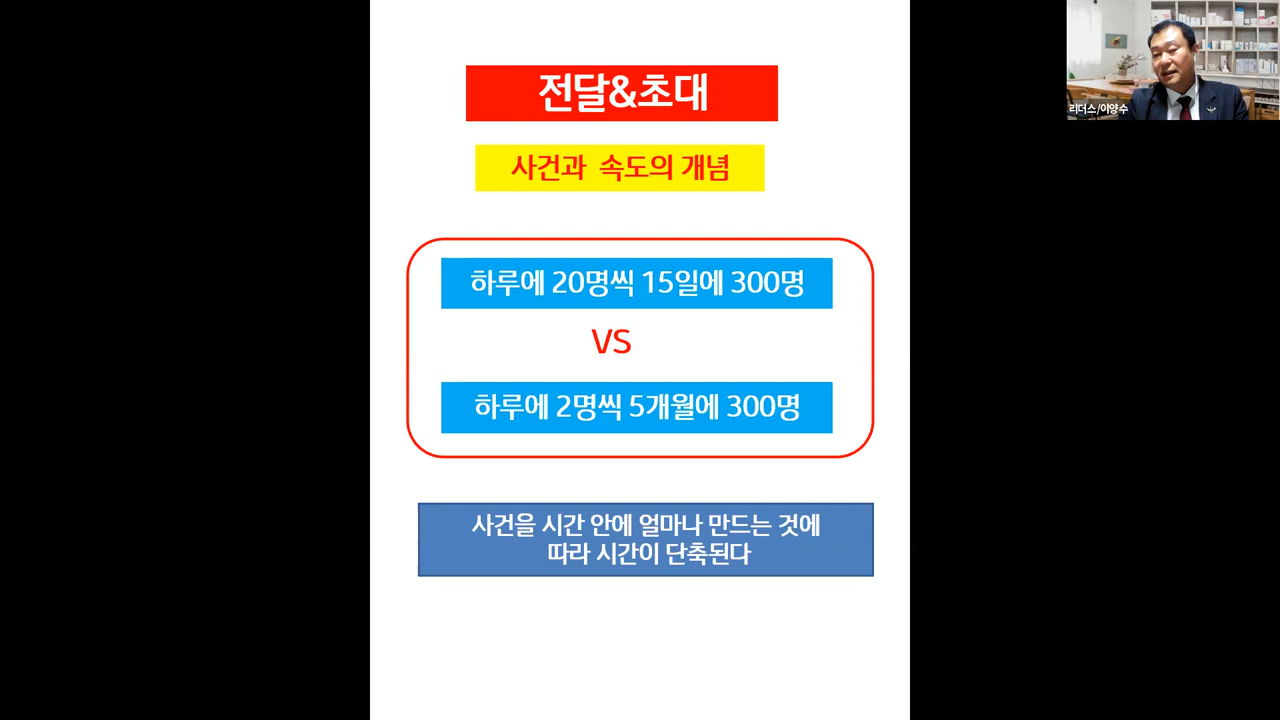 전달&초대
사건과 속도의 개념
하루에 20명씩 15일에 300명
VS
하루에 2명씩 5개월에 300명
사건을 시간 안에 얼마나 만드는 것에
따라 시간이 단축된다
리더스/이양수